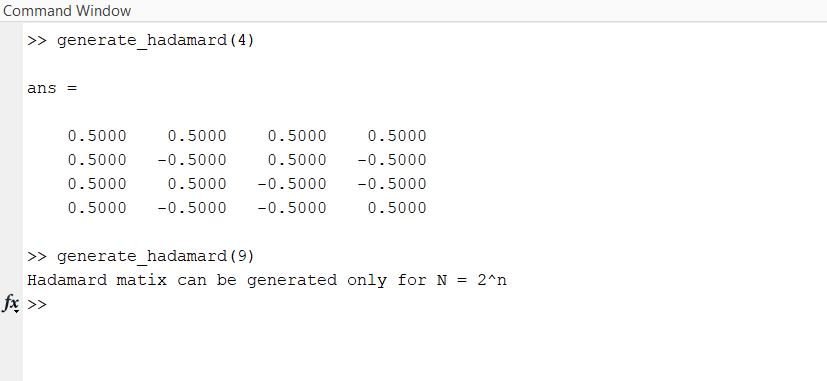 Command Window
>> generate_hadamard(4)
ans =
0.5000 0.5000 0.5000 0.5000
0.5000 -0.5000 0.5000 -0.5000
0.5000 0.5000 -0.5000 -0.5000
0.5000 -0.5000 -0.5000 0.5000
>> generate_hadamard(9)
Hadamard matix can be generated only for N = 2^n
fx >>